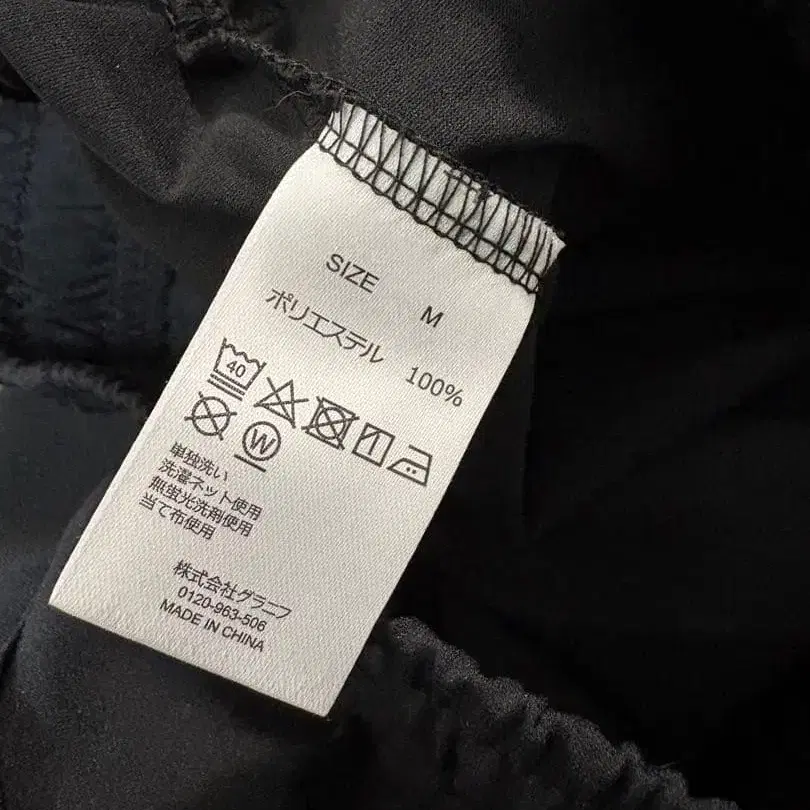 SIZE M
ポリエステル 100%
40
W
単独洗い
洗濯ネット使用
無蛍光洗剤使用
当て布使用
株式会社グラニフ
0120-963-506
MADE IN CHINA